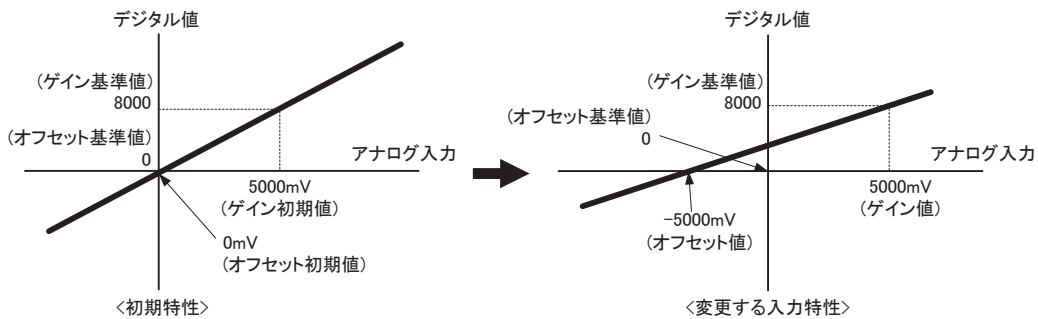 デジタル値
(ゲイン基準値)
8000
(オフセット基準値)
0
アナログ入力
5000mV
(ゲイン初期値)
0mV
(オフセット初期値)
<初期特性>
デジタル値
(ゲイン基準値)
8000
(オフセット基準値)
0
アナログ入力
5000mV
(ゲイン値)
-5000mV
(オフセット値)
<変更する入力特性>